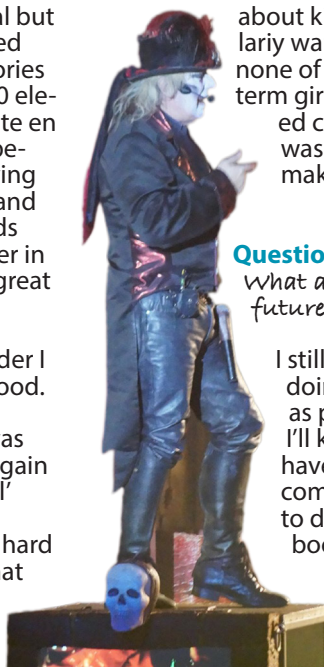 al but
ed
ories
0 ele-
te en
be-
ing
and
ds
er in
great
der I
ood.
as
gain
l’
hard
at
about k
lariy wa
none of
term gir
ed c
was
mak
Questio
What a
future
I still
doin
as p
I’ll k
have
com
to d
boo